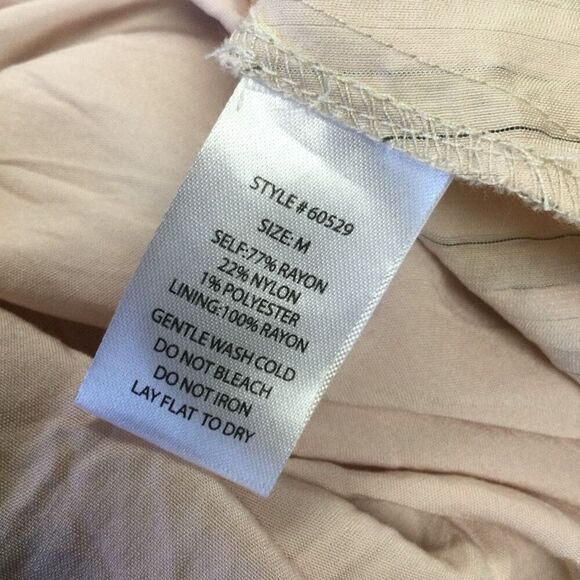 STYLE # 60529
SIZE: M
SELF:77% RAYON
22% NYLON
1% POLYESTER
LINING:100% RAYON
GENTLE WASH COLD
DO NOT BLEACH
DO NOT IRON
LAY FLAT TO DRY